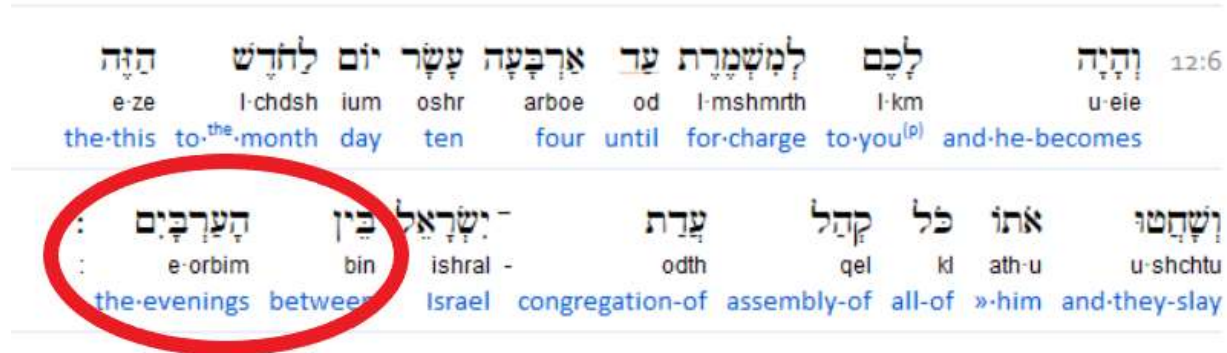 12:6 וְהָיָה לָכֶם לְמִשְׁמֶרֶת עַד אַרְבָּעָה עָשָׂר יוֹם לַחֹדֶשׁ הַזֶּה
e·ze l·chdsh ium oshr arboe od l·mshmrth l·km u·eie
the·this to·the·month day ten four until for·charge to·you(p) and·he-becomes
וְשָׁחֲטוּ אֹתוֹ כֹּל קְהַל עֲדַת - יִשְׂרָאֵל בֵּין הָעַרְבָּיִם :
: e·orbim bin ishral - odth qel kl ath·u u·shchtu
the·evenings between Israel congregation-of assembly-of all-of »·him and·they-slay